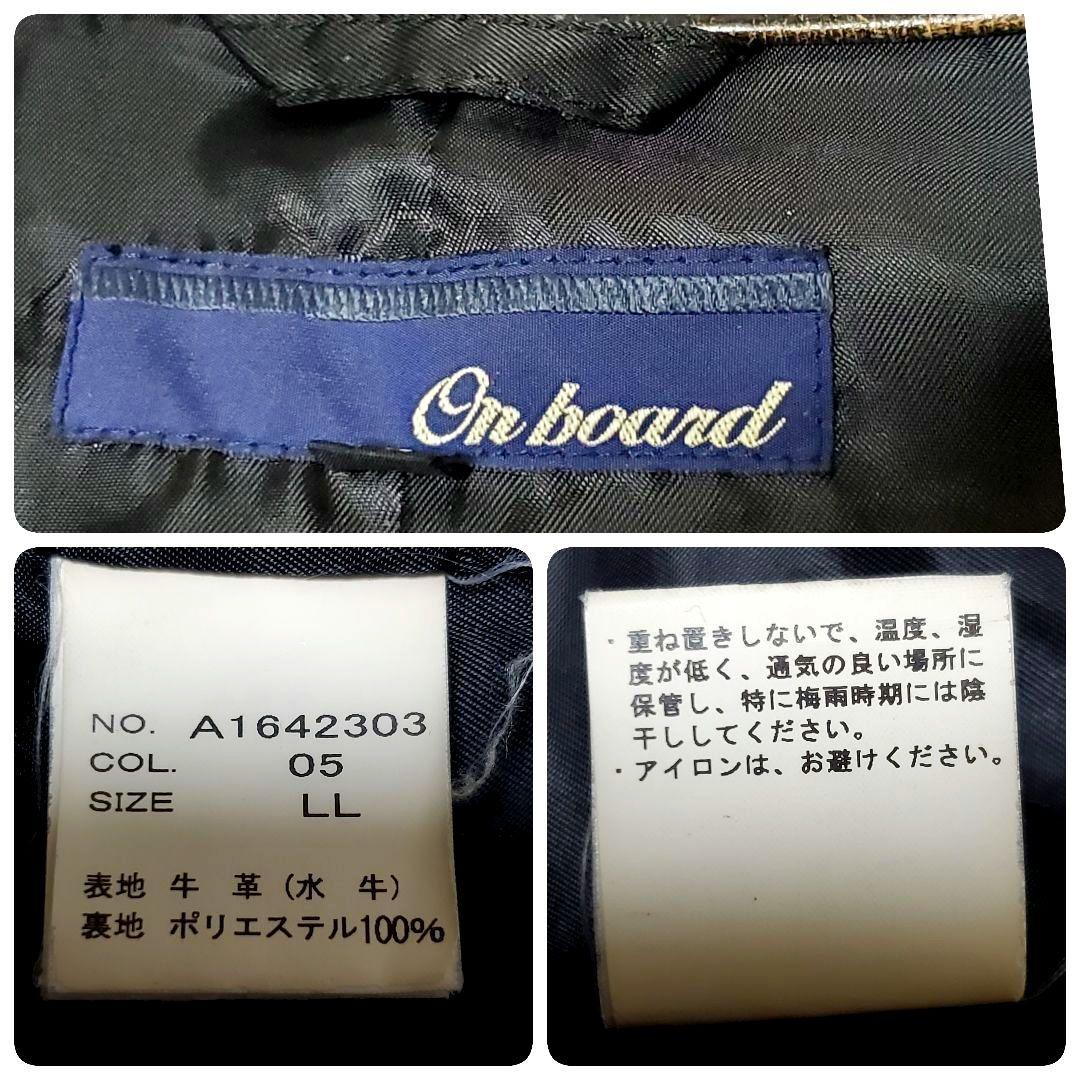 On board
NO. A1642303
COL. 05
SIZE LL
表地 牛 革 (水 牛)
裏地 ポリエステル100%
・重ね置きしないで、温度、湿
度が低く、通気の良い場所に
保管し、特に梅雨時期には陰
干ししてください。
・アイロンは、お避けください。